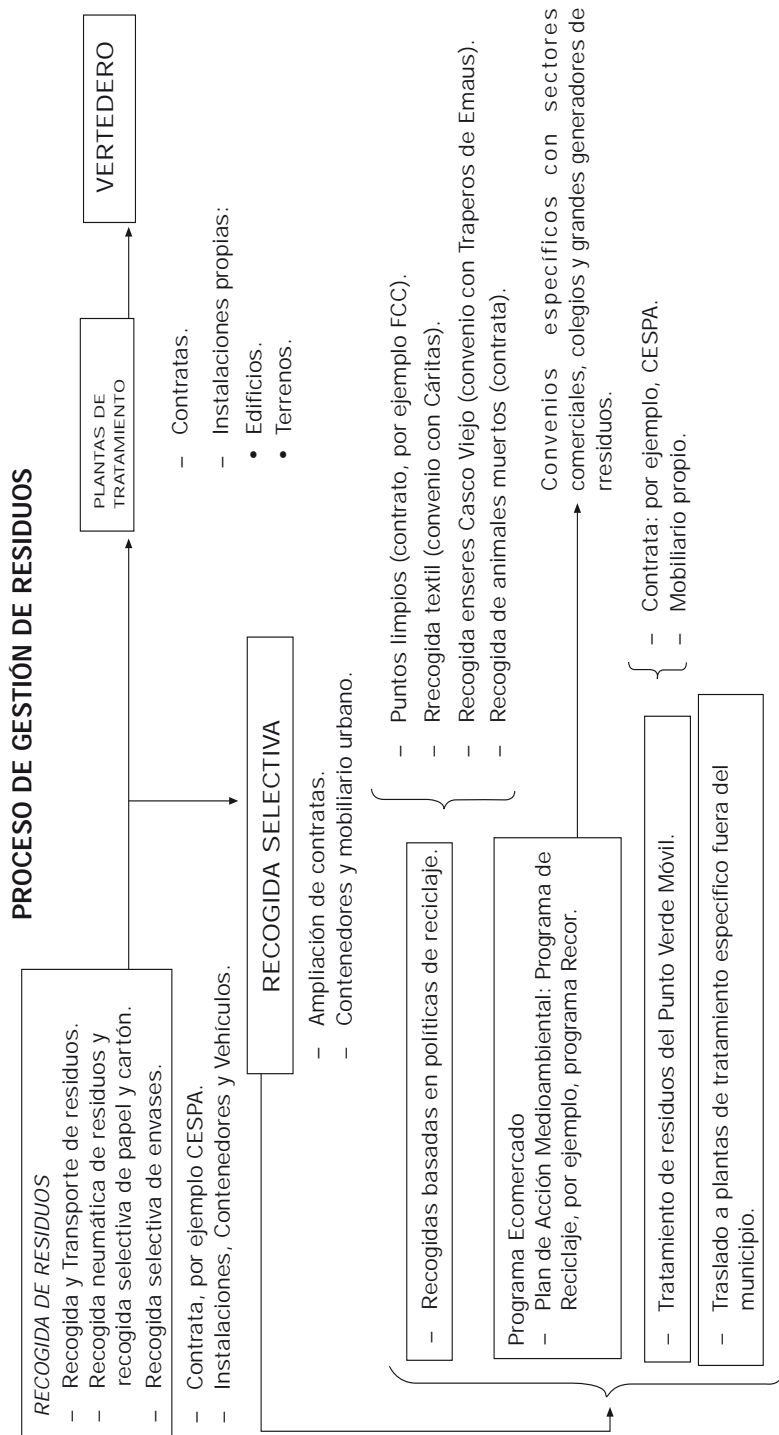 PROCESO DE GESTIÓN DE RESIDUOS
RECOGIDA DE RESIDUOS
– Recogida y Transporte de residuos.
– Recogida neumática de residuos y
recogida selectiva de papel y cartón.
– Recogida selectiva de envases.
– Contrata, por ejemplo CESPA.
– Instalaciones, Contenedores y Vehículos.
PLANTAS DE
TRATAMIENTO
– Contratas.
– Instalaciones propias:
• Edificios.
• Terrenos.
VERTEDERO
RECOGIDA SELECTIVA
– Ampliación de contratas.
– Contenedores y mobiliario urbano.
– Recogidas basadas en políticas de reciclaje.
– Puntos limpios (contrato, por ejemplo FCC).
– Rrecogida textil (convenio con Cáritas).
– Recogida enseres Casco Viejo (convenio con Traperos de Emaus).
– Recogida de animales muertos (contrata).
Programa Ecomercado
– Plan de Acción Medioambiental: Programa de
Reciclaje, por ejemplo, programa Recor.
Convenios específicos con sectores
comerciales, colegios y grandes generadores de
rresiduos.
– Tratamiento de residuos del Punto Verde Móvil.
– Contrata: por ejemplo, CESPA.
– Mobiliario propio.
– Traslado a plantas de tratamiento específico fuera del
municipio.